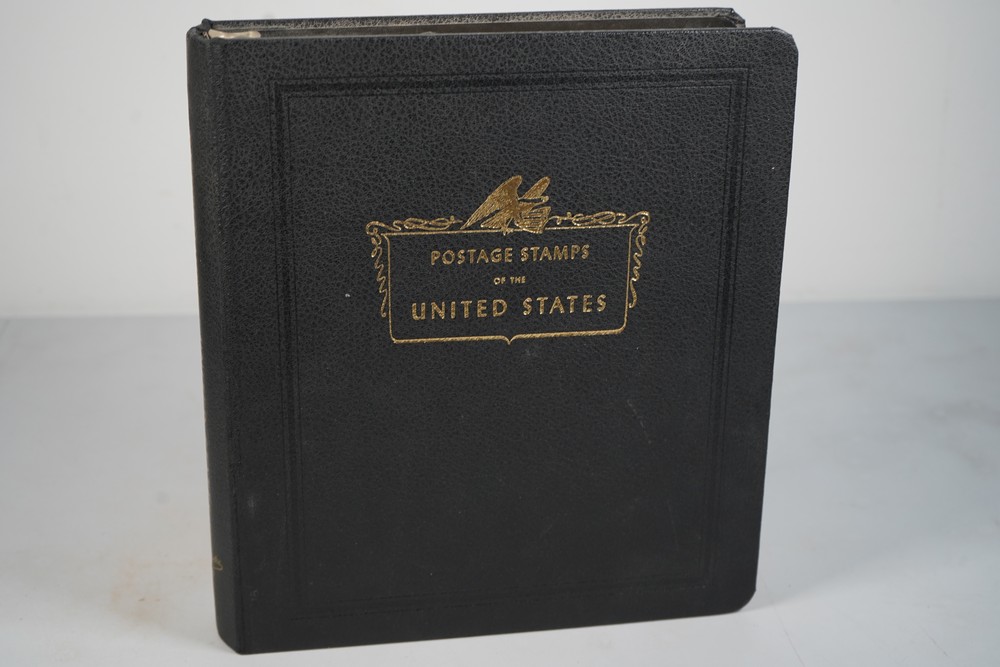 POSTAGE STAMPS
OF THE
UNITED STATES